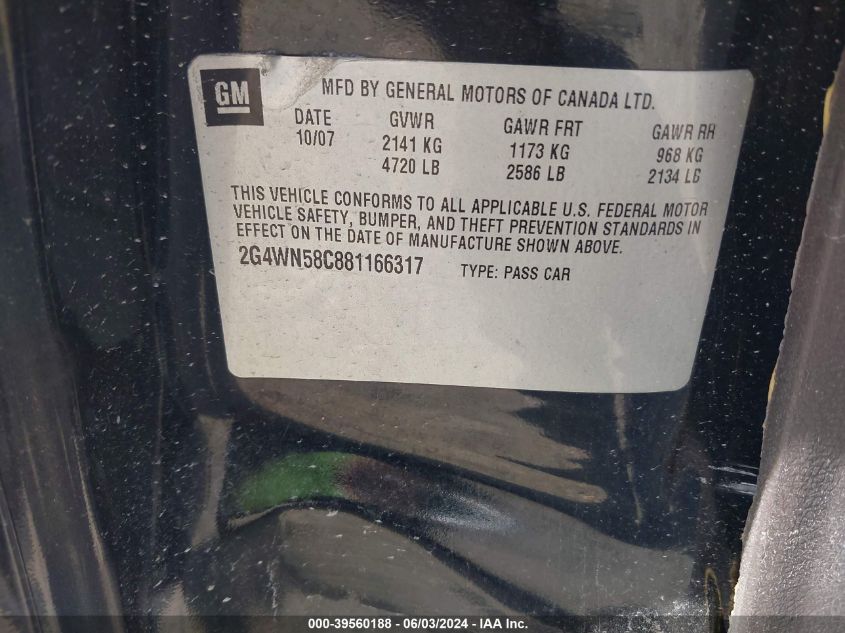 GM
MFD BY GENERAL MOTORS OF CANADA LTD.
DATE GVWR GAWR FRT GAWR RR
10/07 2141 KG 1173 KG 968 KG
4720 LB 2586 LB 2134 LB
THIS VEHICLE CONFORMS TO ALL APPLICABLE U.S. FEDERAL MOTOR
VEHICLE SAFETY, BUMPER, AND THEFT PREVENTION STANDARDS IN
EFFECT ON THE DATE OF MANUFACTURE SHOWN ABOVE.
2G4WN58C881166317 TYPE: PASS CAR
000-39560188 - 06/03/2024 - IAA Inc.